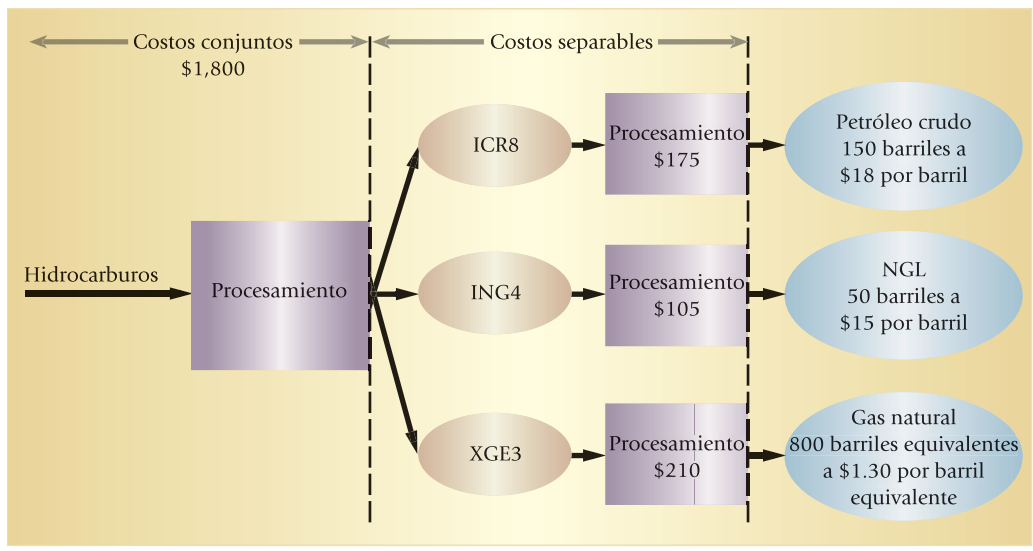 Costos conjuntos
$1,800
Costos separables
Hidrocarburos
Procesamiento
ICR8
Procesamiento
$175
Petróleo crudo
150 barriles a
$18 por barril
ING4
Procesamiento
$105
NGL
50 barriles a
$15 por barril
XGE3
Procesamiento
$210
Gas natural
800 barriles equivalentes
a $1.30 por barril
equivalente